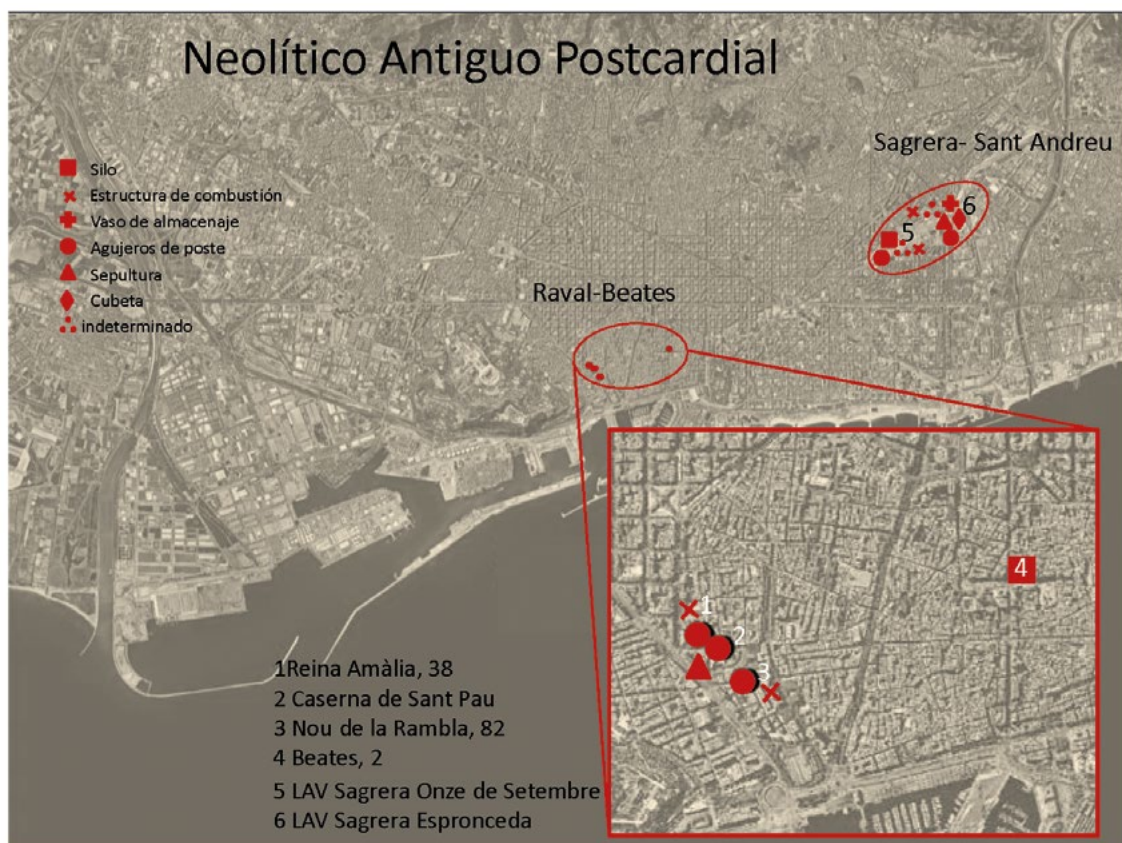 Neolítico Antiguo Postcardial
Sagrera- Sant Andreu
Silo
Estructura de combustión
Vaso de almacenaje
Agujeros de poste
Sepultura
Cubeta
indeterminado
6
5
Raval-Beates
4
1
2
3
1Reina Amàlia, 38
2 Caserna de Sant Pau
3 Nou de la Rambla, 82
4 Beates, 2
5 LAV Sagrera Onze de Setembre
6 LAV Sagrera Espronceda